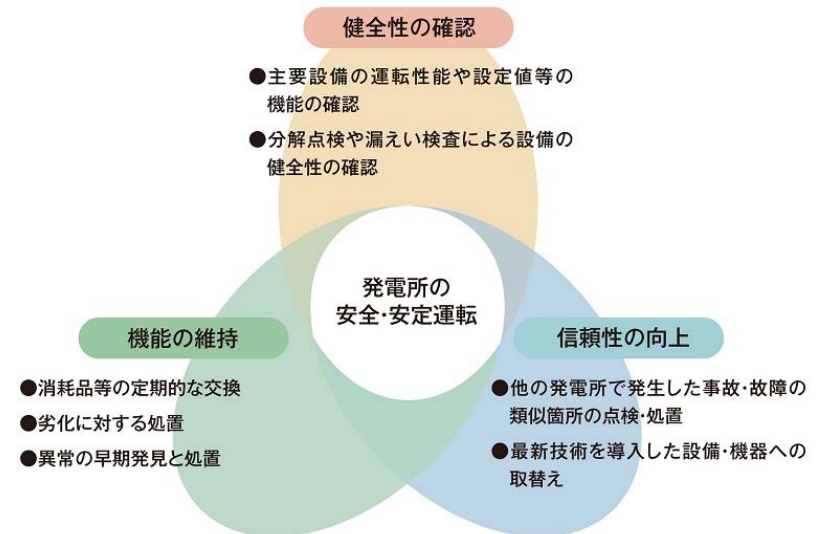 健全性の確認
●主要設備の運転性能や設定値等の
機能の確認
●分解点検や漏えい検査による設備の
健全性の確認
発電所の
安全・安定運転
機能の維持
●消耗品等の定期的な交換
●劣化に対する処置
●異常の早期発見と処置
信頼性の向上
●他の発電所で発生した事故・故障の
類似箇所の点検・処置
●最新技術を導入した設備・機器への
取替え